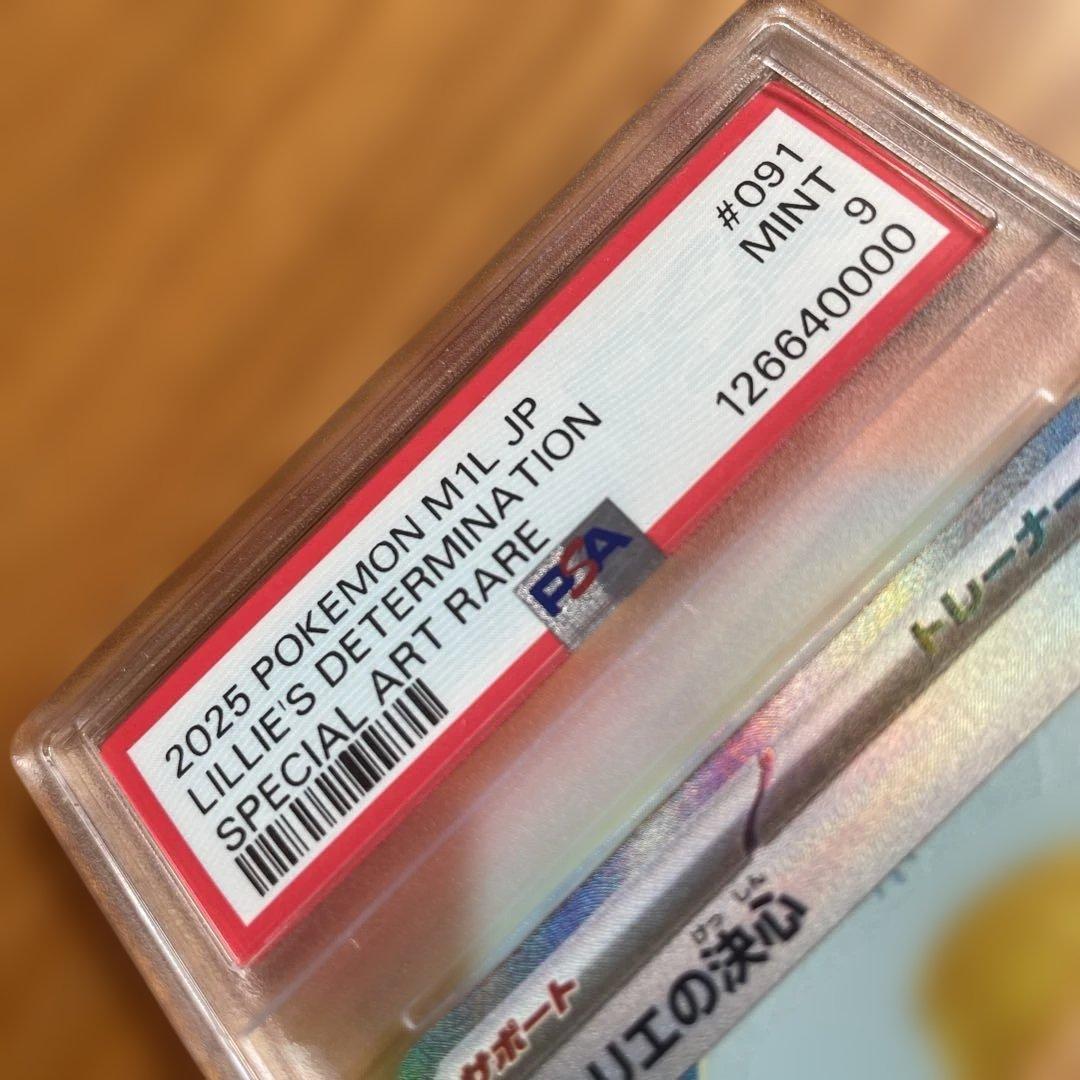 2025 POKEMON M1L JP
#091
LILLIE'S DETERMINATION
MINT
SPECIAL ART RARE
9
126640000
PSA
サポート
トレーナー
けっ しん
リエの決心